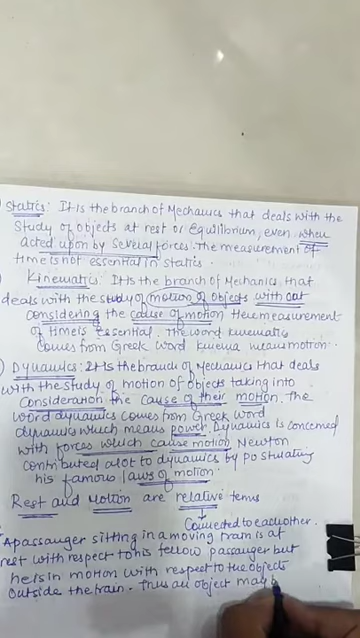 ) Statics: It Is the branch of Mechanics that deals with the
Study of objects at rest or Equilibrium, even when
acted upon by several forces. The measurement of
time is not essential in statics.
) Kinematics: It Is the branch of Mechanics, that
deals with the study of motion of objects with out
considering the cause of motion Here measurement
of time is essential. The word kinematic
comes from Greek word kinema means motion.
) Dynamics: It Is the branch of Mechanics that deals
with the study of motion of objects taking into
Consideration the cause of their motion. The
word dynamics comes from Greek word
dynamics which means power. Dynamics is concerned
with forces which cause motion Newton
contributed a lot to dynamics by postulating
his famous laws of motion.
Rest and Motion are relative terms
Connected to each other.
A passanger sitting in a moving train is at
rest with respect to his fellow passanger but
he is in motion with respect to the objects
outside the train. Thus an object may b